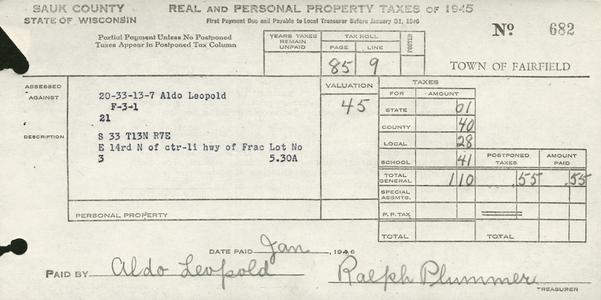 SAUK COUNTY REAL AND PERSONAL PROPERTY TAXES OF 1945
STATE OF WISCONSIN First Payment Due and Payable to Local Treasurer Before January 31, 1946
Nº 682
Partial Payment Unless No Postponed
Taxes Appear in Postponed Tax Column
YEARS TAXES REMAIN UNPAID TAX ROLL POSTED
PAGE LINE
85 9
TOWN OF FAIRFIELD
ASSESSED AGAINST
20-33-13-7 Aldo Leopold
F-3-1
21
DESCRIPTION
S 33 T13N R7E
E 14rd N of ctr-li hwy of Frac Lot No
3 5.30A
PERSONAL PROPERTY
VALUATION
45
TAXES
FOR AMOUNT
STATE 01
COUNTY 40
LOCAL 28
SCHOOL 41 POSTPONED TAXES AMOUNT PAID
TOTAL GENERAL 110 .55 .55
SPECIAL ASSMTS.
P.P. TAX
TOTAL TOTAL
DATE PAID Jan , 1946
PAID BY Aldo Leopold Ralph Plummer
TREASURER